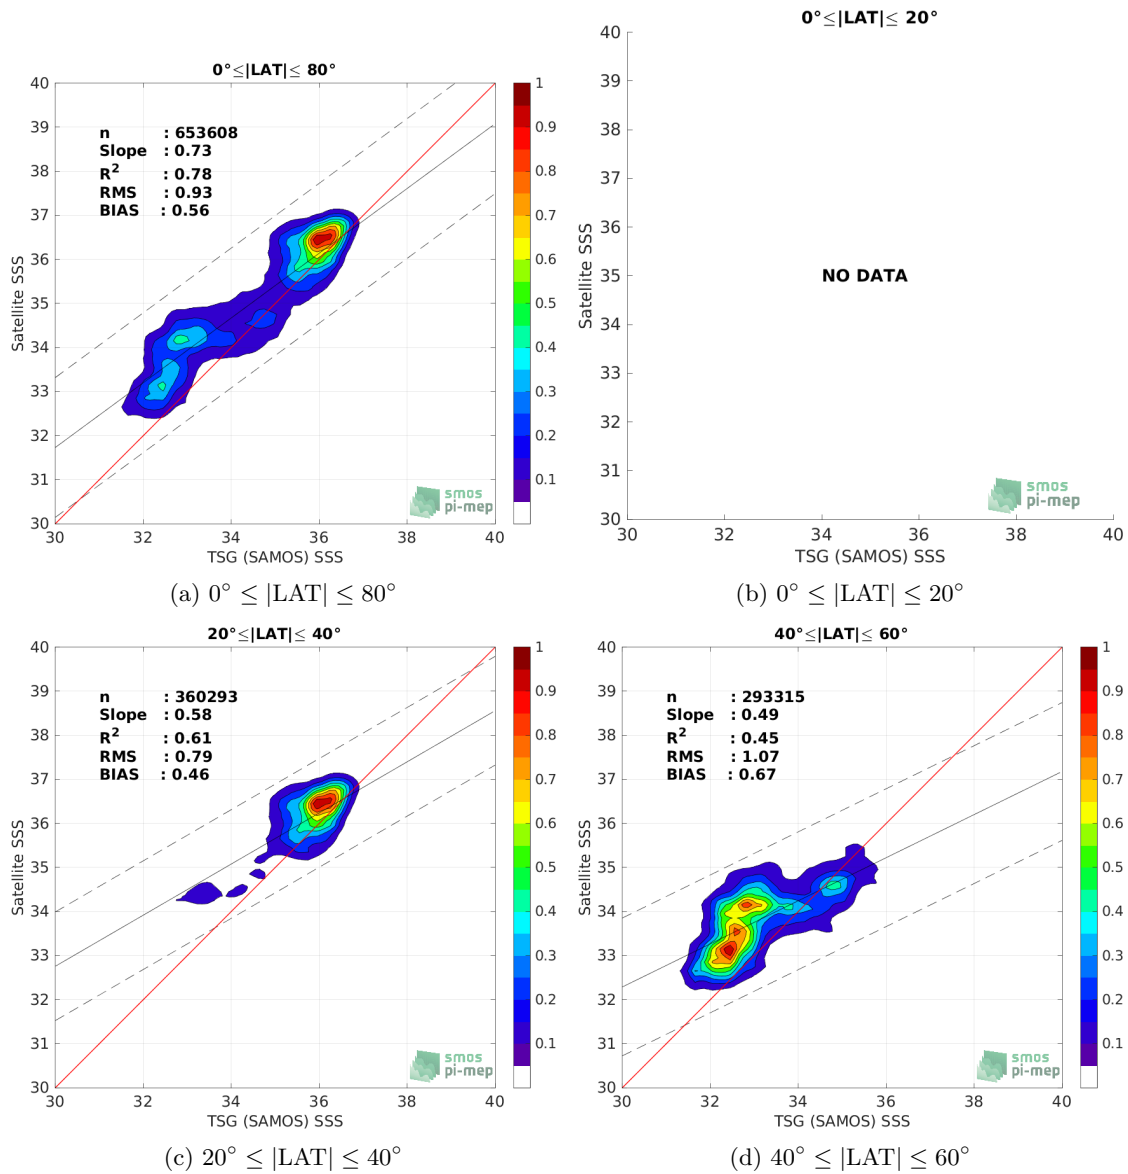 0°≤|LAT|≤ 80°
40
39
38
37
36
35
34
33
32
31
30
Satellite SSS
n : 653608
Slope : 0.73
R² : 0.78
RMS : 0.93
BIAS : 0.56
smos
pi-mep
30 32 34 36 38 40
TSG (SAMOS) SSS
1
0.9
0.8
0.7
0.6
0.5
0.4
0.3
0.2
0.1
(a) 0° ≤ |LAT| ≤ 80°
0°≤|LAT|≤ 20°
40
39
38
37
36
35
34
33
32
31
30
Satellite SSS
NO DATA
smos
pi-mep
30 32 34 36 38 40
TSG (SAMOS) SSS
(b) 0° ≤ |LAT| ≤ 20°
20°≤|LAT|≤ 40°
40
39
38
37
36
35
34
33
32
31
30
Satellite SSS
n : 360293
Slope : 0.58
R² : 0.61
RMS : 0.79
BIAS : 0.46
smos
pi-mep
30 32 34 36 38 40
TSG (SAMOS) SSS
1
0.9
0.8
0.7
0.6
0.5
0.4
0.3
0.2
0.1
(c) 20° ≤ |LAT| ≤ 40°
40°≤|LAT|≤ 60°
40
39
38
37
36
35
34
33
32
31
30
Satellite SSS
n : 293315
Slope : 0.49
R² : 0.45
RMS : 1.07
BIAS : 0.67
smos
pi-mep
30 32 34 36 38 40
TSG (SAMOS) SSS
1
0.9
0.8
0.7
0.6
0.5
0.4
0.3
0.2
0.1
(d) 40° ≤ |LAT| ≤ 60°